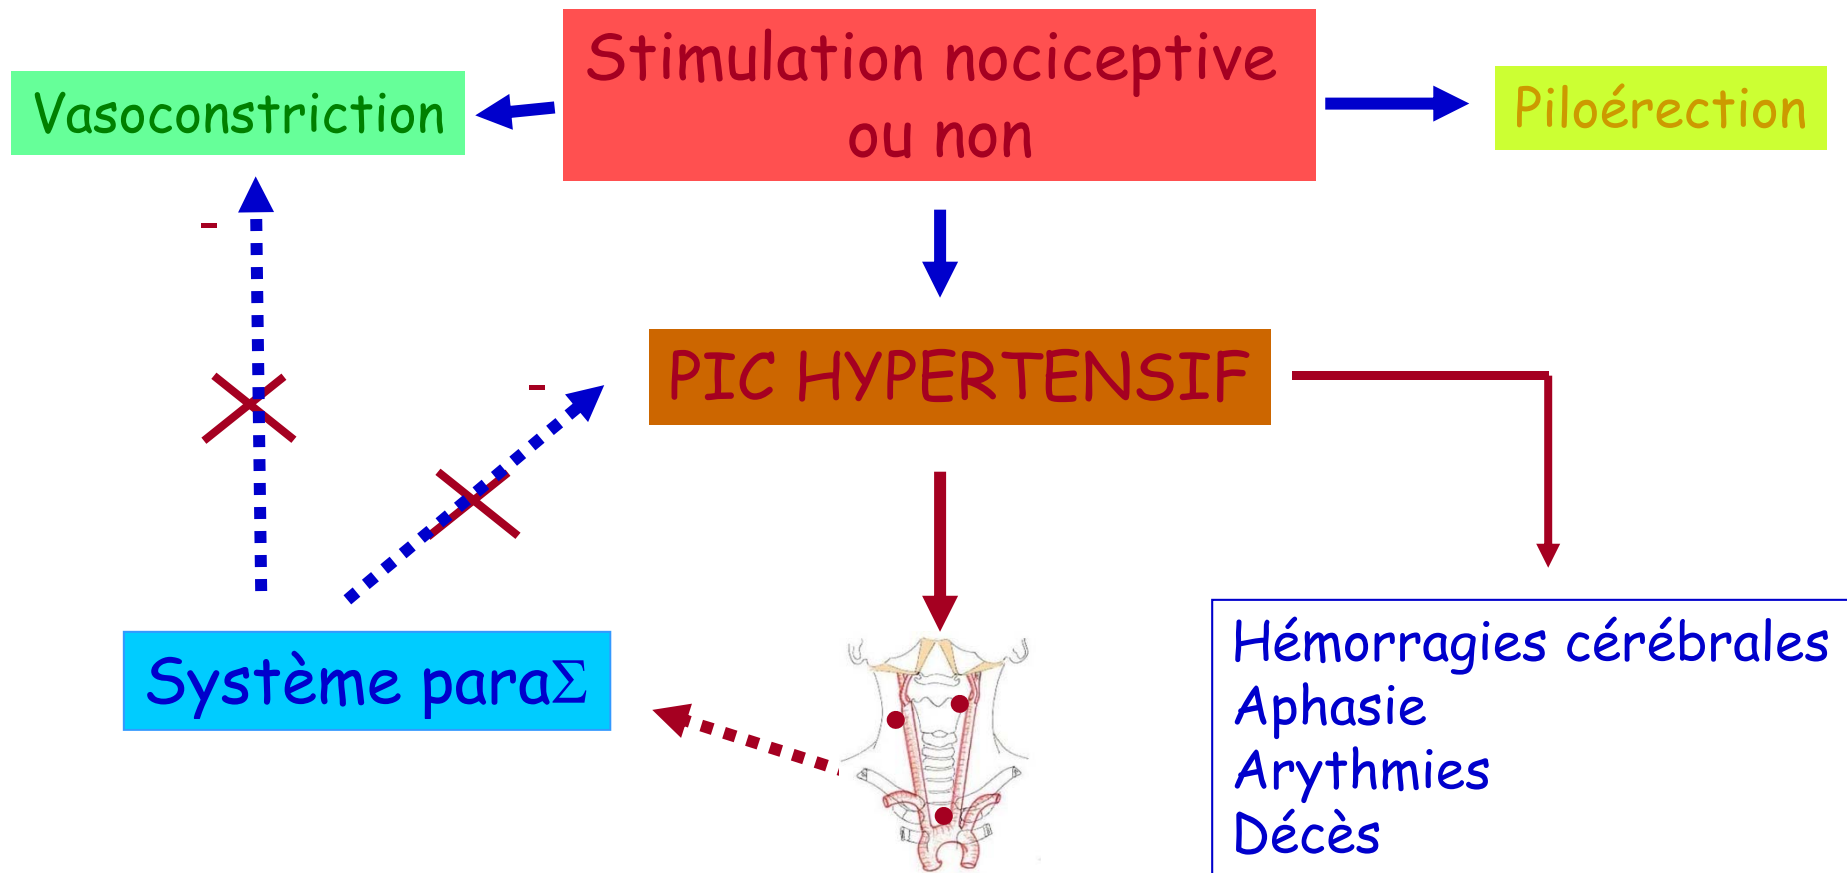 Stimulation nociceptive
ou non
Vasoconstriction
Piloérection
-
-
PIC HYPERTENSIF
Système paraΣ
Hémorragies cérébrales
Aphasie
Arythmies
Décès